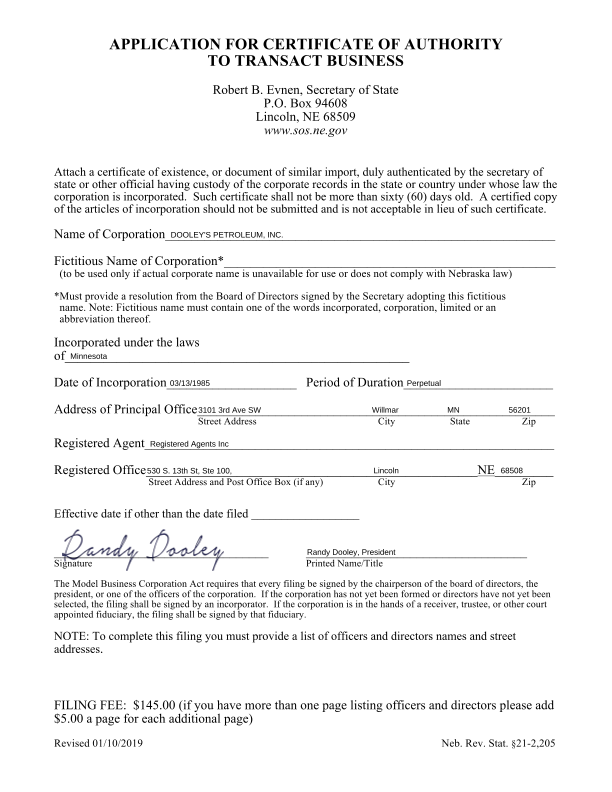 APPLICATION FOR CERTIFICATE OF AUTHORITY
TO TRANSACT BUSINESS
Robert B. Evnen, Secretary of State
P.O. Box 94608
Lincoln, NE 68509
www.sos.ne.gov
Attach a certificate of existence, or document of similar import, duly authenticated by the secretary of
state or other official having custody of the corporate records in the state or country under whose law the
corporation is incorporated. Such certificate shall not be more than sixty (60) days old. A certified copy
of the articles of incorporation should not be submitted and is not acceptable in lieu of such certificate.
Name of Corporation DOOLEY'S PETROLEUM, INC.
Fictitious Name of Corporation*
(to be used only if actual corporate name is unavailable for use or does not comply with Nebraska law)
*Must provide a resolution from the Board of Directors signed by the Secretary adopting this fictitious
name. Note: Fictitious name must contain one of the words incorporated, corporation, limited or an
abbreviation thereof.
Incorporated under the laws
of Minnesota
Date of Incorporation 03/13/1985 Period of Duration Perpetual
Address of Principal Office 3101 3rd Ave SW Willmar MN 56201
Street Address City State Zip
Registered Agent Registered Agents Inc
Registered Office 530 S. 13th St, Ste 100, Lincoln NE 68508
Street Address and Post Office Box (if any) City Zip
Effective date if other than the date filed
Randy Dooley Randy Dooley, President
Signature Printed Name/Title
The Model Business Corporation Act requires that every filing be signed by the chairperson of the board of directors, the
president, or one of the officers of the corporation. If the corporation has not yet been formed or directors have not yet been
selected, the filing shall be signed by an incorporator. If the corporation is in the hands of a receiver, trustee, or other court
appointed fiduciary, the filing shall be signed by that fiduciary.
NOTE: To complete this filing you must provide a list of officers and directors names and street
addresses.
FILING FEE: $145.00 (if you have more than one page listing officers and directors please add
$5.00 a page for each additional page)
Revised 01/10/2019 Neb. Rev. Stat. §21-2,205